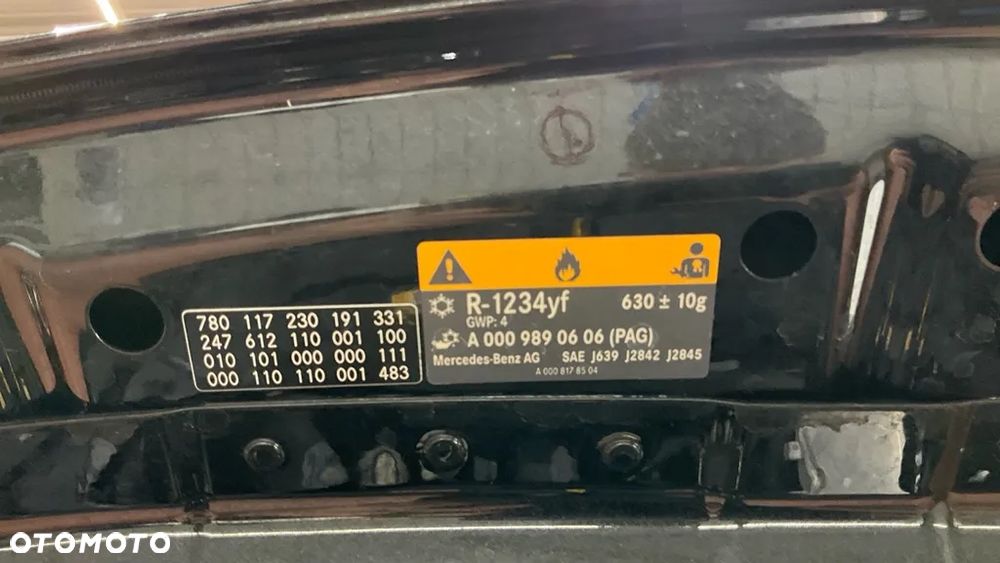 780 117 230 191 331
247 612 110 001 100
010 101 000 000 111
000 110 110 001 483
R-1234yf 630 ± 10g
GWP: 4
A 000 989 06 06 (PAG)
Mercedes-Benz AG SAE J639 J2842 J2845
A 000 817 85 04
OTOMOTO